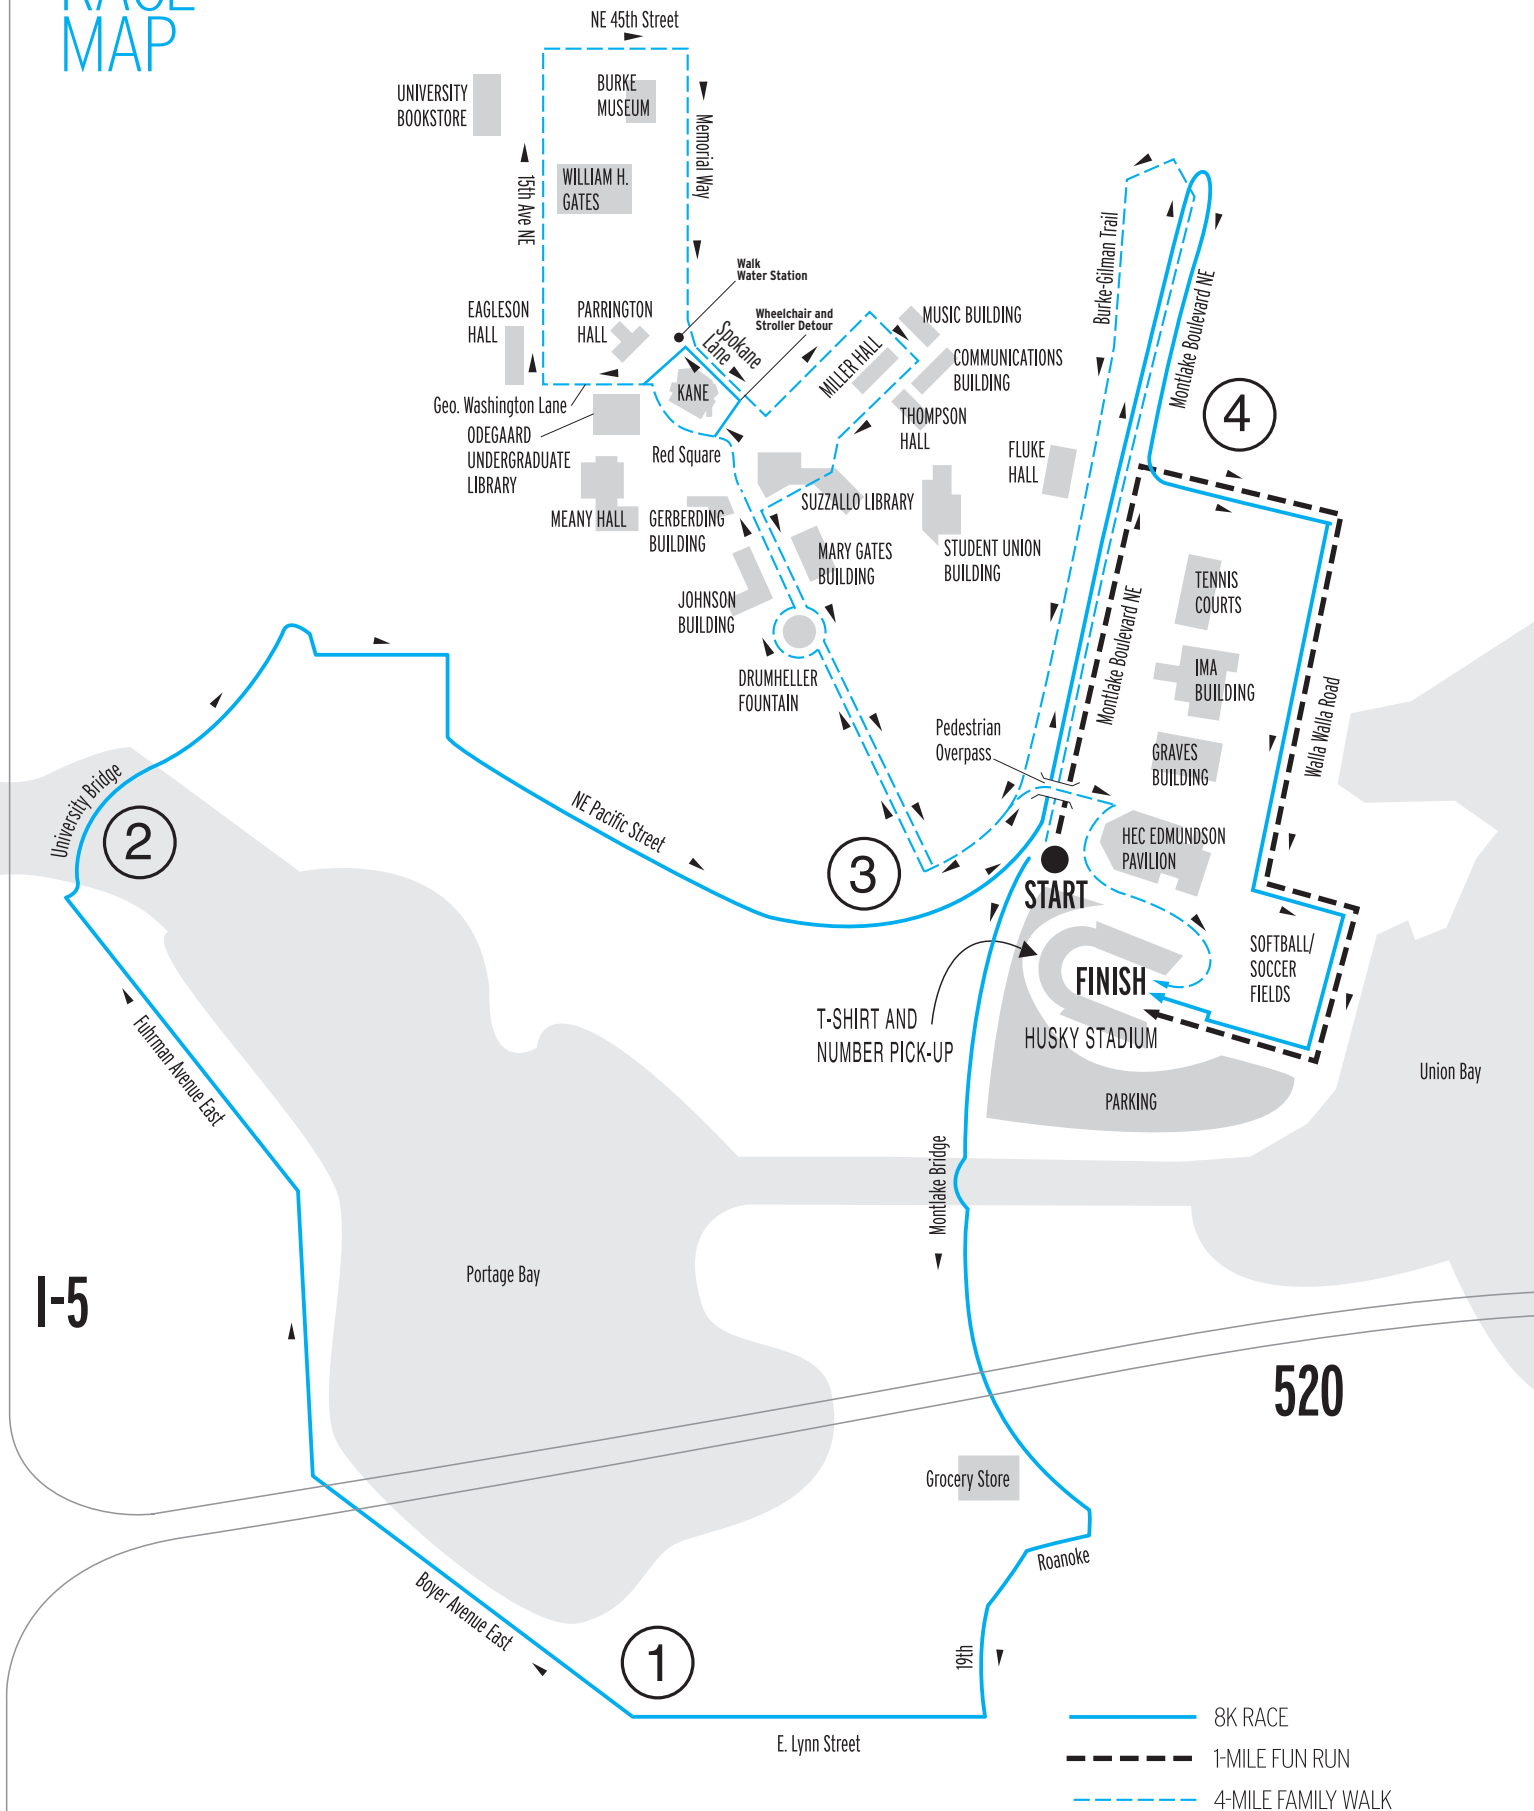 RACE
MAP
NE 45th Street
UNIVERSITY
BOOKSTORE
BURKE
MUSEUM
Memorial Way
15th Ave NE
WILLIAM H.
GATES
Walk
Water Station
Wheelchair and
Stroller Detour
EAGLESON
HALL
PARRINGTON
HALL
Spokane
Lane
MUSIC BUILDING
MILLER HALL
COMMUNICATIONS
BUILDING
KANE
Geo. Washington Lane
THOMPSON
HALL
ODEGAARD
UNDERGRADUATE
LIBRARY
Red Square
MEANY HALL
GERBERDING
BUILDING
SUZZALLO LIBRARY
FLUKE
HALL
STUDENT UNION
BUILDING
MARY GATES
BUILDING
JOHNSON
BUILDING
DRUMHELLER
FOUNTAIN
Burke-Gilman Trail
Montlake Boulevard NE
4
Montlake Boulevard NE
TENNIS
COURTS
IMA
BUILDING
GRAVES
BUILDING
Walla Walla Road
Pedestrian
Overpass
HEC EDMUNDSON
PAVILION
University Bridge
2
NE Pacific Street
3
START
FINISH
SOFTBALL/
SOCCER
FIELDS
T-SHIRT AND
NUMBER PICK-UP
HUSKY STADIUM
PARKING
Union Bay
Fuhrman Avenue East
Montlake Bridge
Portage Bay
I-5
520
Grocery Store
Roanoke
Boyer Avenue East
1
19th
E. Lynn Street
8K RACE
1-MILE FUN RUN
4-MILE FAMILY WALK